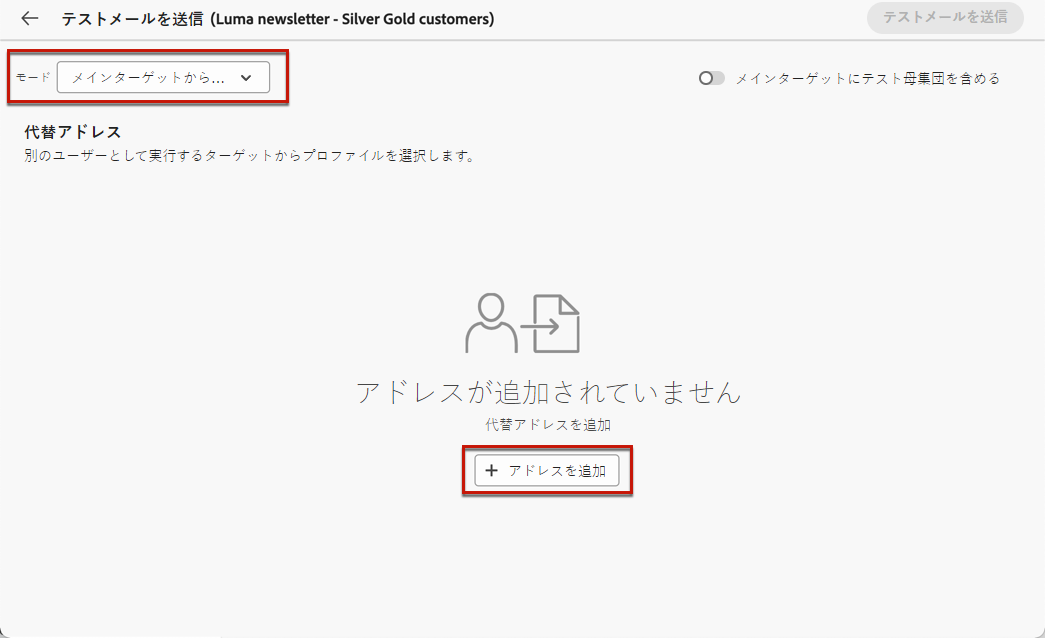 テストメールを送信 (Luma newsletter - Silver Gold customers)
テストメールを送信
モード メインターゲットから...
メインターゲットにテスト母集団を含める
代替アドレス
別のユーザーとして実行するターゲットからプロファイルを選択します。
アドレスが追加されていません
代替アドレスを追加
+ アドレスを追加